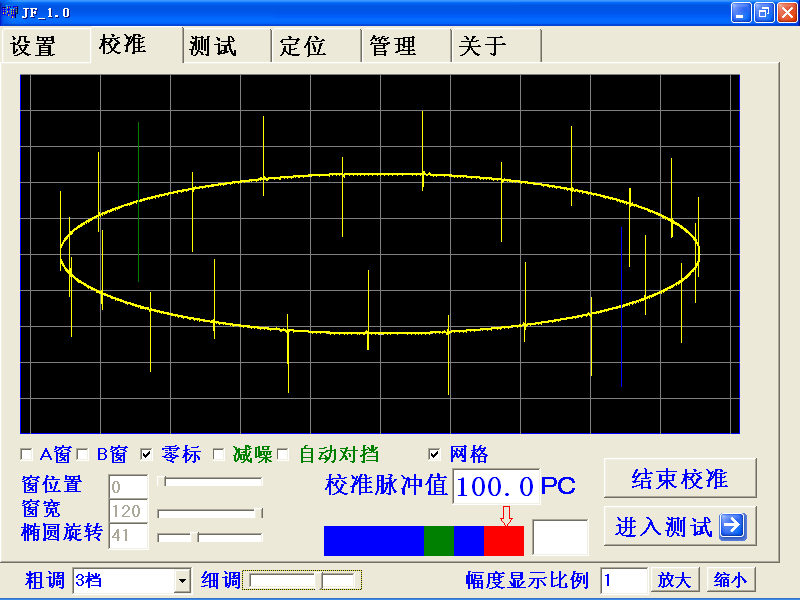 JF_1.0
设置 校准 测试 定位 管理 关于
A窗 B窗 零标 减噪 自动对挡 网格
窗位置 0
窗宽 120
椭圆旋转 41
校准脉冲值 100.0 PC
结束校准
进入测试
粗调 3档 细调 幅度显示比例 1 放大 缩小